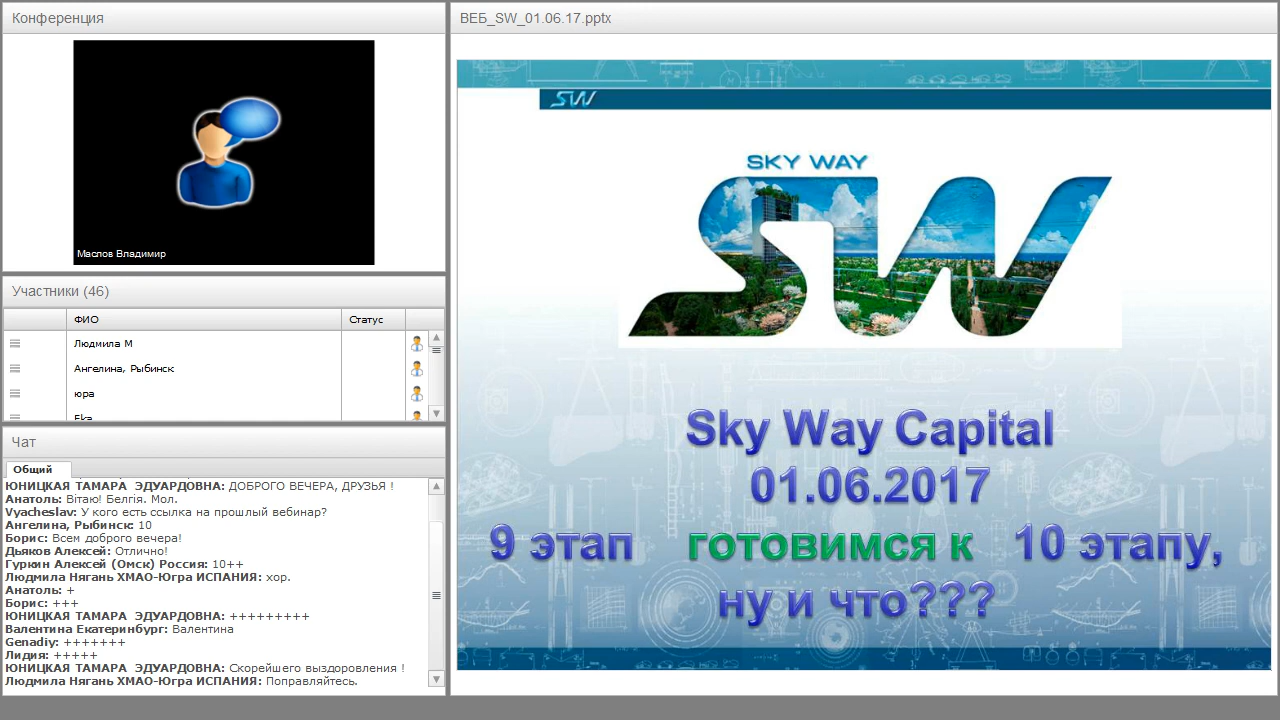 Конференция
Маслов Владимир
Участники (46)
ФИО Статус
Людмила М
Ангелина, Рыбинск
юра
Eka
Чат
Общий
ЮНИЦКАЯ ТАМАРА ЭДУАРДОВНА: ДОБРОГО ВЕЧЕРА, ДРУЗЬЯ !
Анатоль: Вітаю! Белгія. Мол.
Vyacheslav: У кого есть ссылка на прошлый вебинар?
Ангелина, Рыбинск: 10
Борис: Всем доброго вечера!
Дьяков Алексей: Отлично!
Гуркин Алексей (Омск) Россия: 10++
Людмила Нягань ХМАО-Югра ИСПАНИЯ: хор.
Анатоль: +
Борис: +++
ЮНИЦКАЯ ТАМАРА ЭДУАРДОВНА: +++++++++
Валентина Екатеринбург: Валентина
Genadiy: +++++++
Лидия: +++++
ЮНИЦКАЯ ТАМАРА ЭДУАРДОВНА: Скорейшего выздоровления !
Людмила Нягань ХМАО-Югра ИСПАНИЯ: Поправляйтесь.
ВЕБ_SW_01.06.17.pptx
SW
SKY WAY
SW
Sky Way Capital
01.06.2017
9 этап готовимся к 10 этапу,
ну и что???